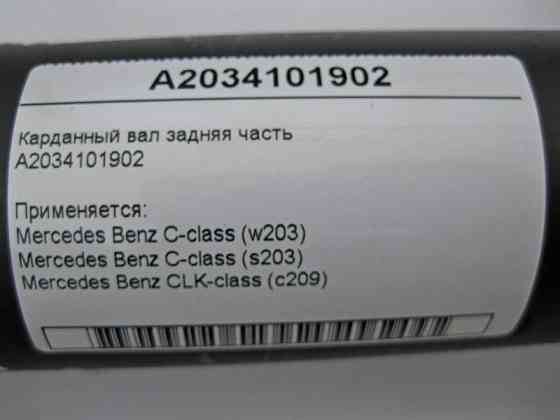 A2034101902
Карданный вал задняя часть
A2034101902
Применяется:
Mercedes Benz C-class (w203)
Mercedes Benz C-class (s203)
Mercedes Benz CLK-class (c209)